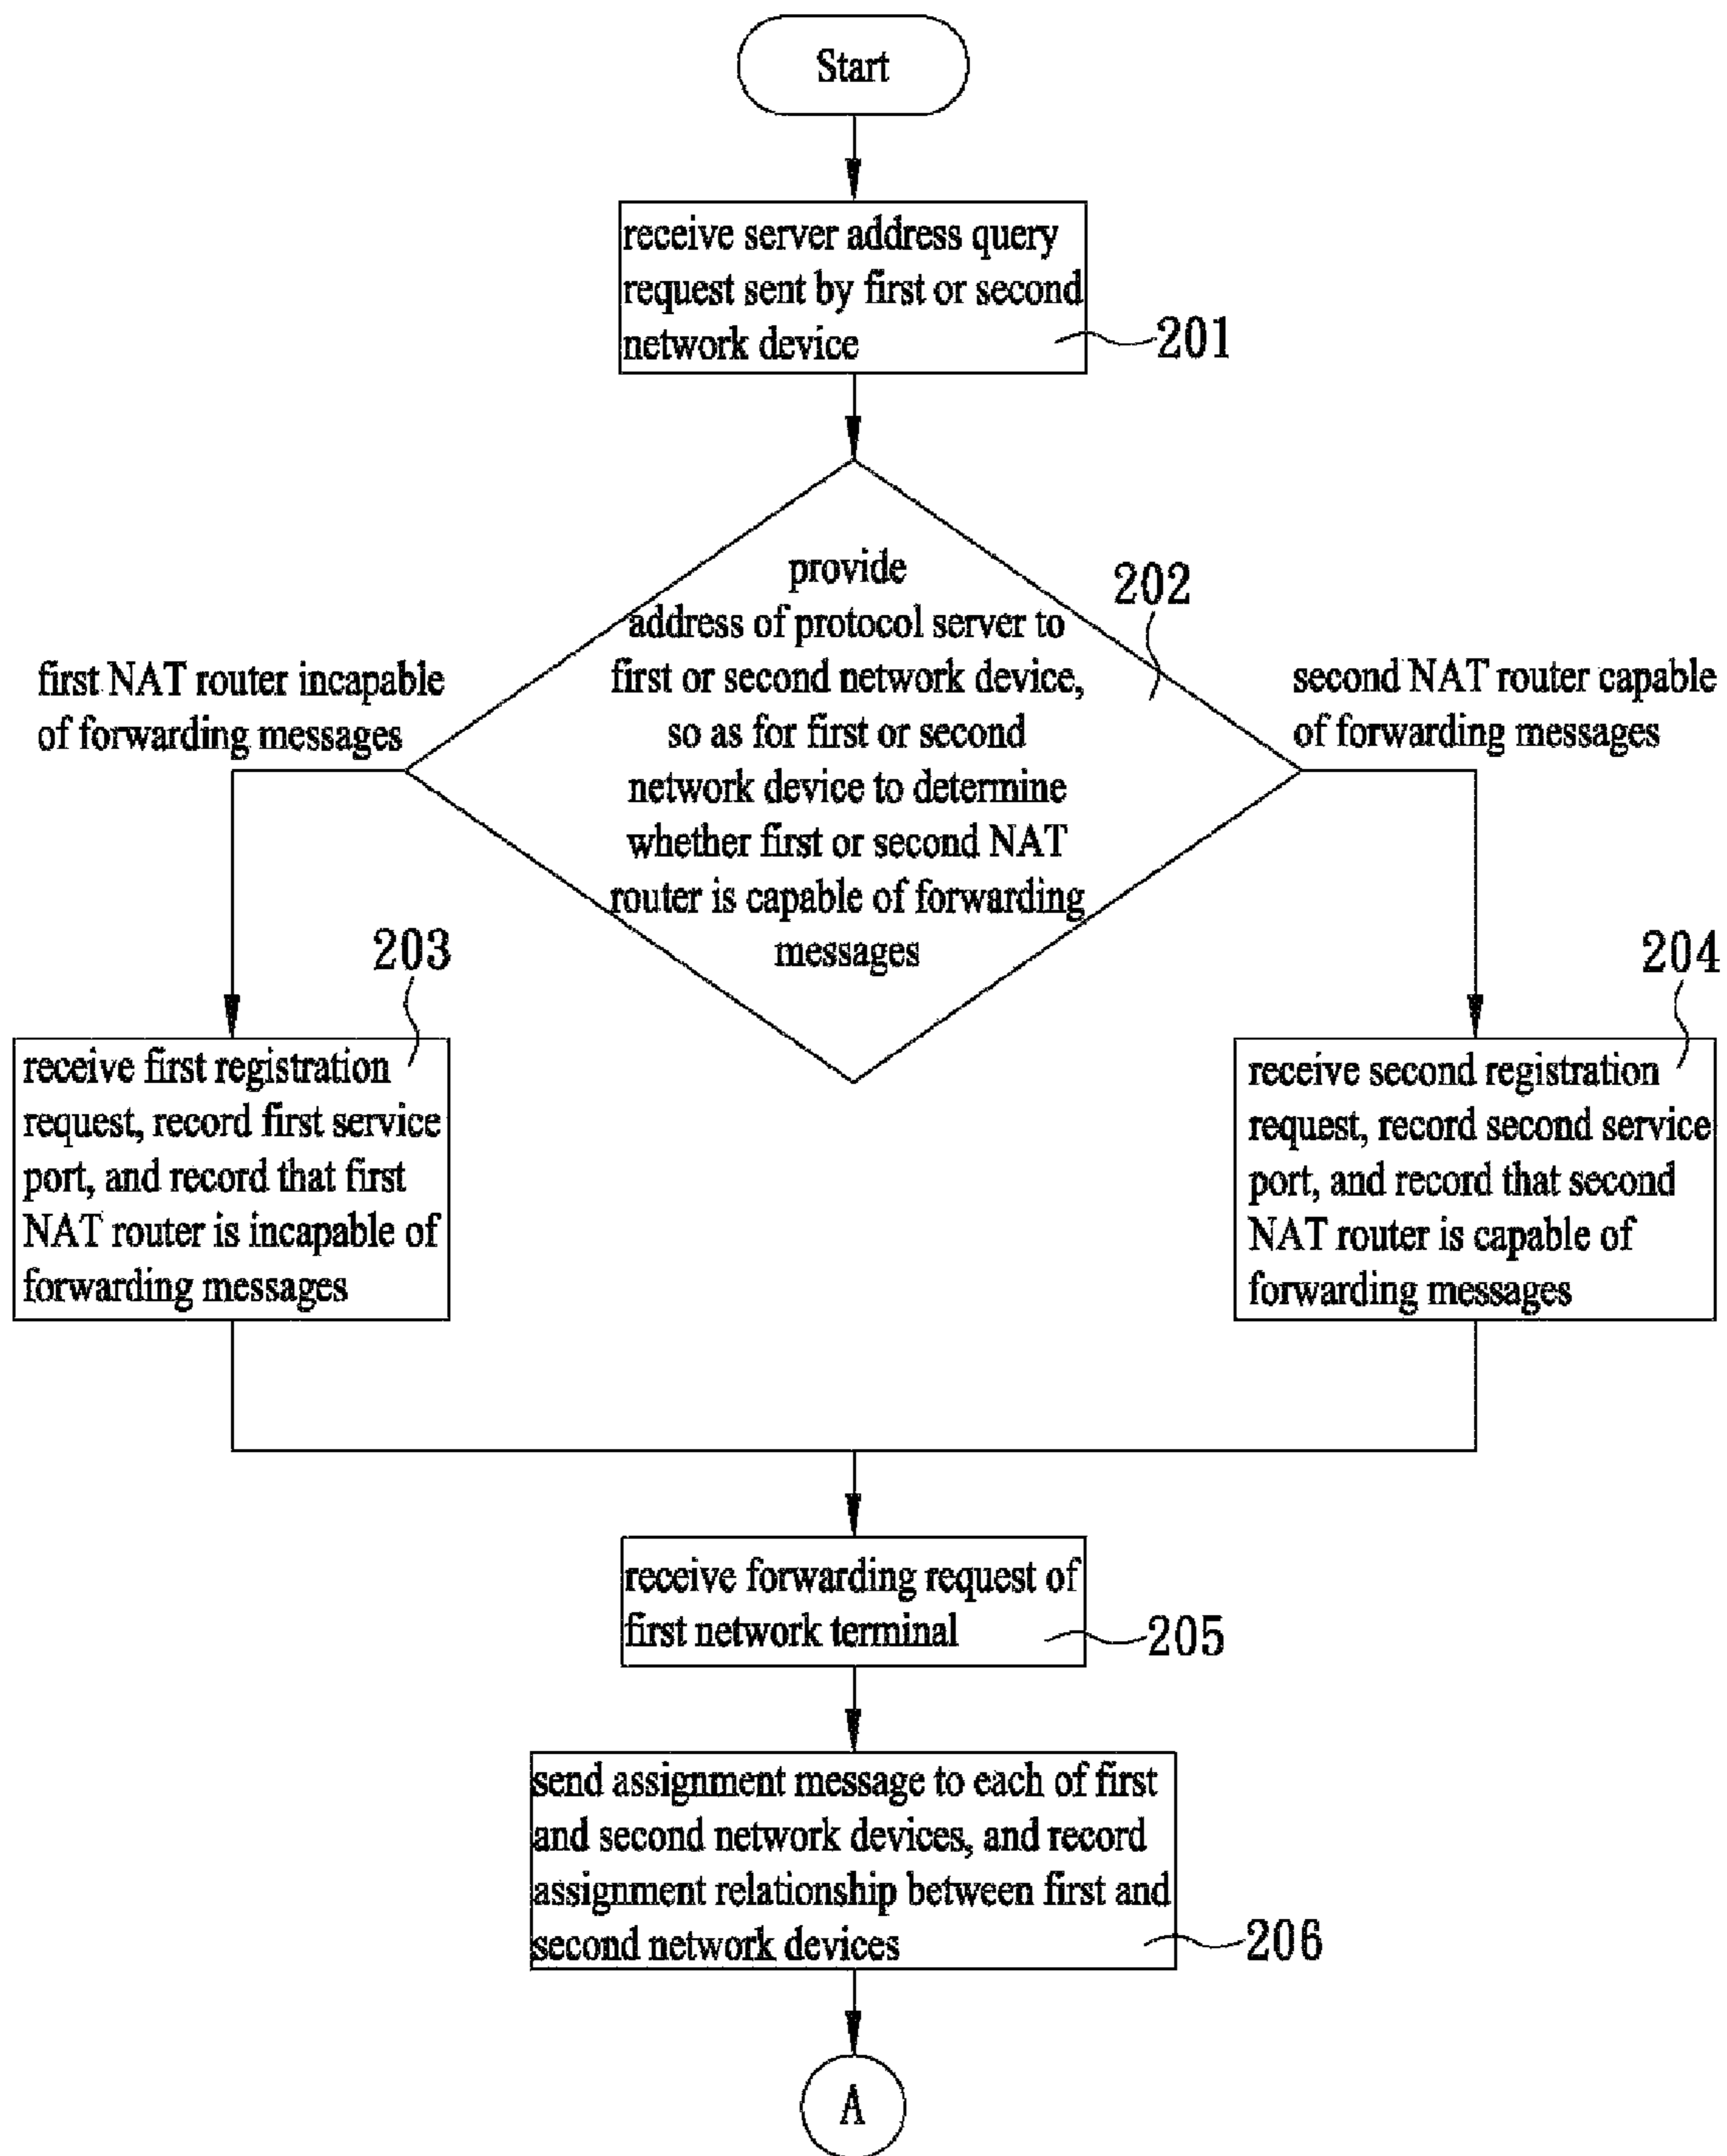 Start
receive server address query
request sent by first or second
network device
201
provide
address of protocol server to
first or second network device,
so as for first or second
network device to determine
whether first or second NAT
router is capable of forwarding
messages
202
first NAT router incapable
of forwarding messages
second NAT router capable
of forwarding messages
203
receive first registration
request, record first service
port, and record that first
NAT router is incapable of
forwarding messages
204
receive second registration
request, record second service
port, and record that second
NAT router is capable of
forwarding messages
receive forwarding request of
first network terminal
205
send assignment message to each of first
and second network devices, and record
assignment relationship between first and
second network devices
206
A